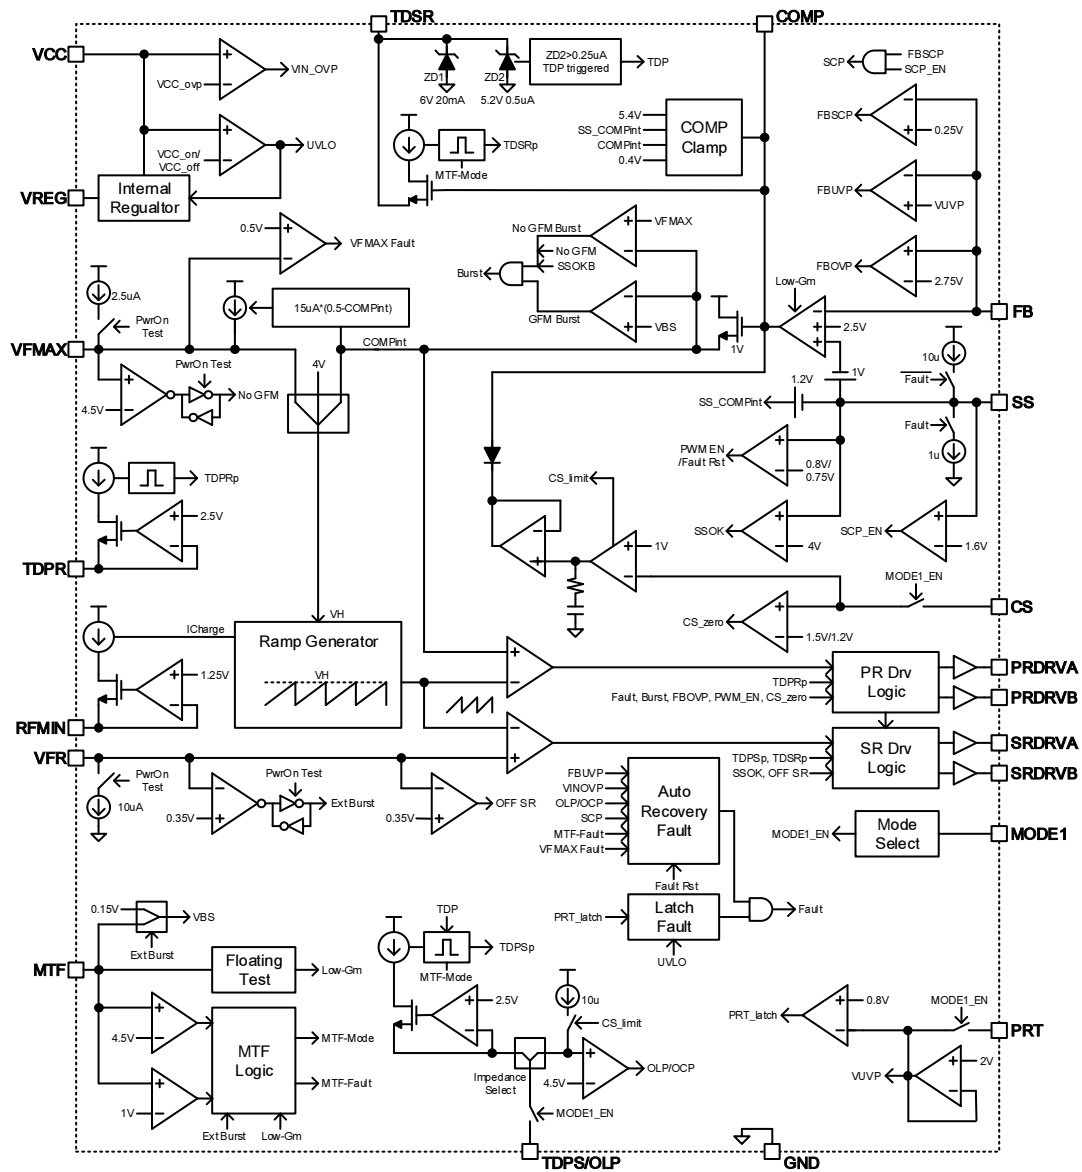 TDSR
COMP
VCC
VCC_ovp
VIN_OVP
VCC_on/
VCC_off
UVLO
VREG
Internal
Regualtor
ZD1
6V 20mA
ZD2
5.2V 0.5uA
ZD2>0.25uA
TDP triggered
TDP
TDSRp
MTF-Mode
5.4V
SS_COMPint
COMPint
0.4V
COMP
Clamp
SCP
FBSCP
SCP_EN
FBSCP
0.25V
FBUVP
VUVP
FBOVP
2.75V
FB
0.5V
VFMAX Fault
2.5uA
PwrOn
Test
15uA*(0.5-COMPint)
VFMAX
COMPint
4V
PwrOn Test
No GFM
4.5V
No GFM Burst
VFMAX
No GFM
SSOKB
Burst
GFM Burst
VBS
1V
Low-Gm
2.5V
1V
1.2V
SS_COMPint
10u
Fault
SS
Fault
1u
PWM EN
/Fault Rst
0.8V/
0.75V
SSOK
4V
SCP_EN
1.6V
TDPRp
2.5V
TDPR
CS_limit
1V
MODE1_EN
CS
CS_zero
1.5V/1.2V
ICharge
VH
Ramp Generator
VH
1.25V
RFMIN
TDPRp
Fault, Burst, FBOVP, PWM_EN, CS_zero
PR Drv
Logic
PRDRVA
PRDRVB
TDPSp, TDSRp
SSOK, OFF SR
SR Drv
Logic
SRDRVA
SRDRVB
VFR
PwrOn
Test
10uA
0.35V
PwrOn Test
Ext Burst
0.35V
OFF SR
FBUVP
VINOVP
OLP/OCP
SCP
MTF-Fault
VFMAX Fault
Auto
Recovery
Fault
Fault Rst
PRT_latch
Latch
Fault
UVLO
Fault
MODE1_EN
Mode
Select
MODE1
0.15V
VBS
Ext Burst
MTF
Floating
Test
Low-Gm
4.5V
1V
MTF
Logic
MTF-Mode
MTF-Fault
Ext Burst
Low-Gm
TDP
TDPSp
MTF-Mode
2.5V
10u
CS_limit
Impedance
Select
4.5V
OLP/OCP
MODE1_EN
TDPS/OLP
PRT_latch
0.8V
MODE1_EN
PRT
VUVP
2V
GND